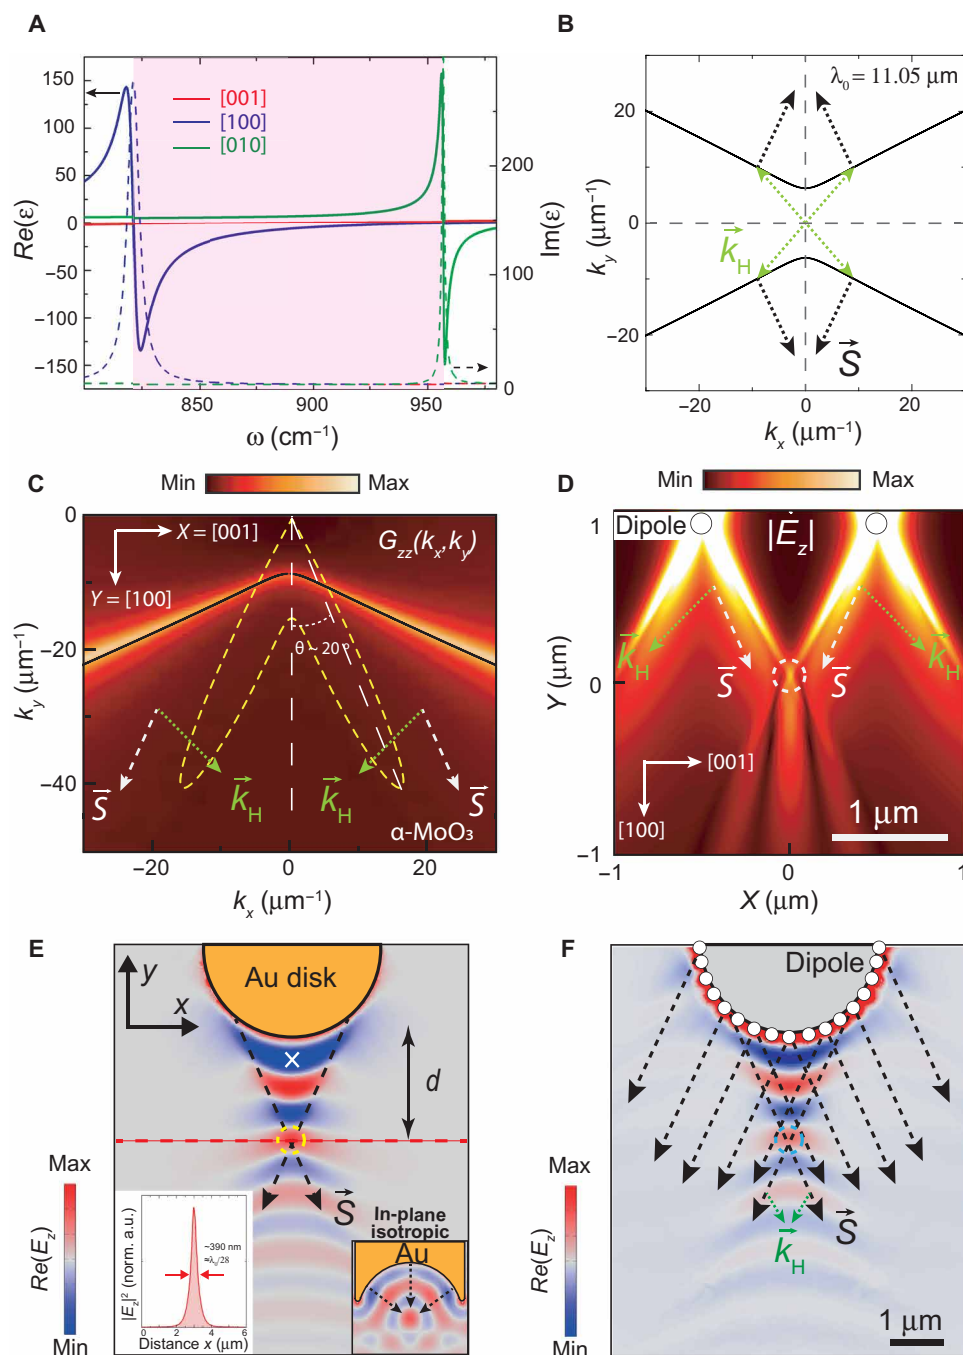 A
Re(ε)
150
100
50
0
−50
−100
−150
[001]
[100]
[010]
200
100
0
Im(ε)
850
900
950
ω (cm⁻¹)
B
λ₀ = 11.05 μm
k_y (μm⁻¹)
20
0
−20
k_H
S
−20
0
20
k_x (μm⁻¹)
C
Min
Max
k_y (μm⁻¹)
0
−20
−40
X = [001]
Y = [100]
G_zz(k_x,k_y)
θ ~ 20°
S
k_H
k_H
S
α-MoO₃
−20
0
20
k_x (μm⁻¹)
D
Min
Max
Y (μm)
1
0
−1
Dipole
|E_z|
k_H
S
S
k_H
[001]
[100]
1 μm
−1
0
1
X (μm)
E
y
x
Au disk
d
S
Max
Re(E_z)
Min
|E_z|² (norm. a.u.)
~390 nm
≈λ₀/28
0
2
4
6
Distance x (μm)
In-plane
isotropic
Au
F
Dipole
S
k_H
1 μm
Max
Re(E_z)
Min